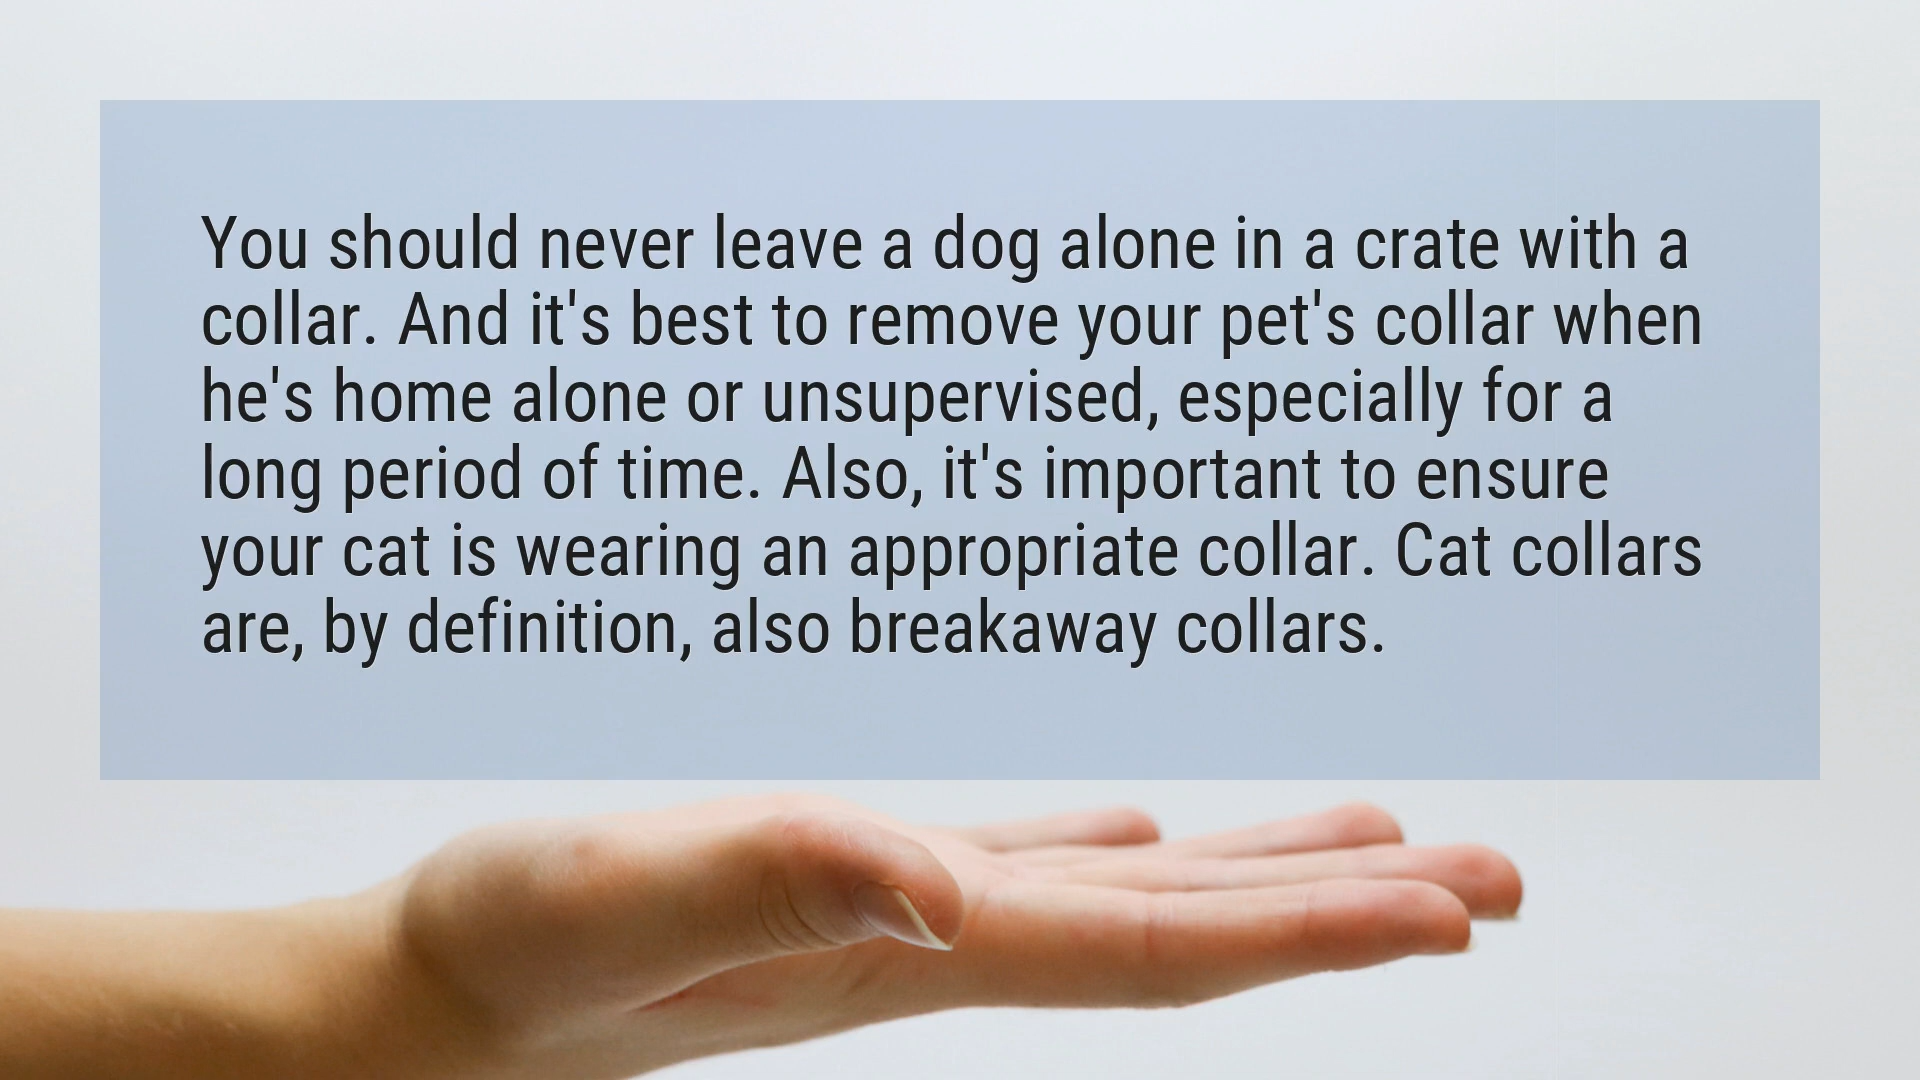 You should never leave a dog alone in a crate with a
collar. And it's best to remove your pet's collar when
he's home alone or unsupervised, especially for a
long period of time. Also, it's important to ensure
your cat is wearing an appropriate collar. Cat collars
are, by definition, also breakaway collars.